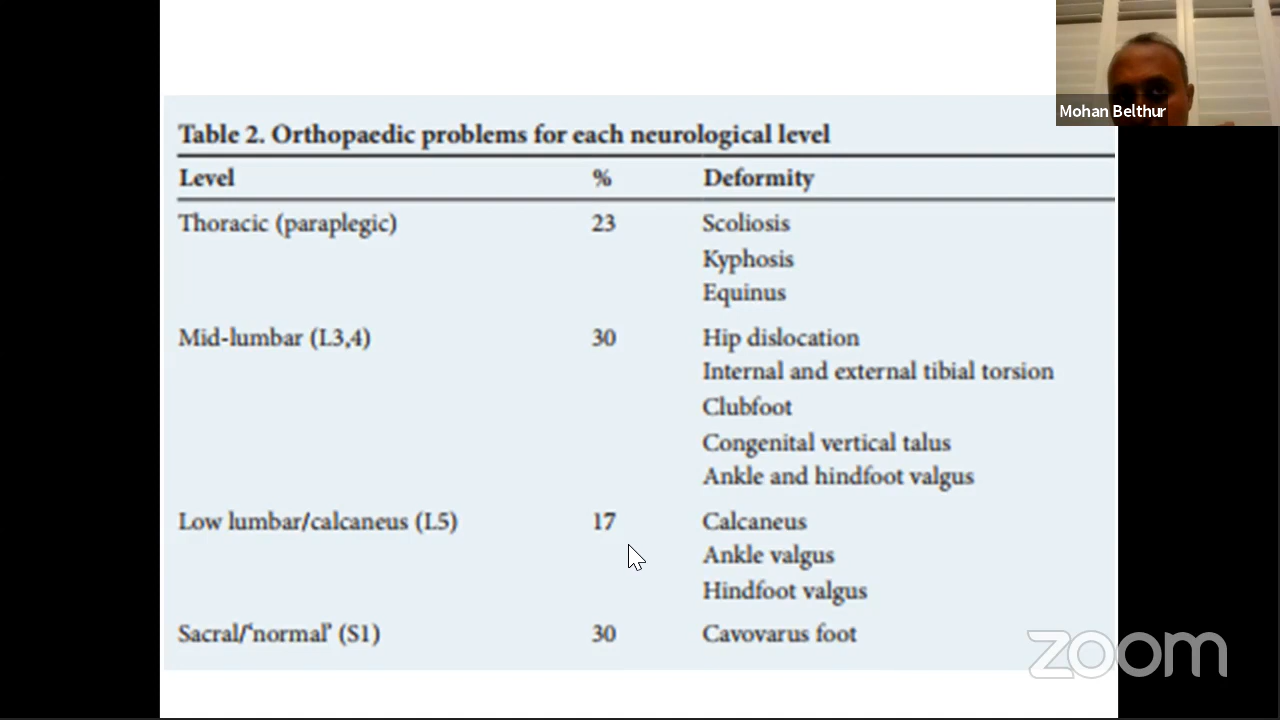 Mohan Belthur
Table 2. Orthopaedic problems for each neurological level
Level % Deformity
Thoracic (paraplegic) 23 Scoliosis
Kyphosis
Equinus
Mid-lumbar (L3,4) 30 Hip dislocation
Internal and external tibial torsion
Clubfoot
Congenital vertical talus
Ankle and hindfoot valgus
Low lumbar/calcaneus (L5) 17 Calcaneus
Ankle valgus
Hindfoot valgus
Sacral/'normal' (S1) 30 Cavovarus foot
zoom